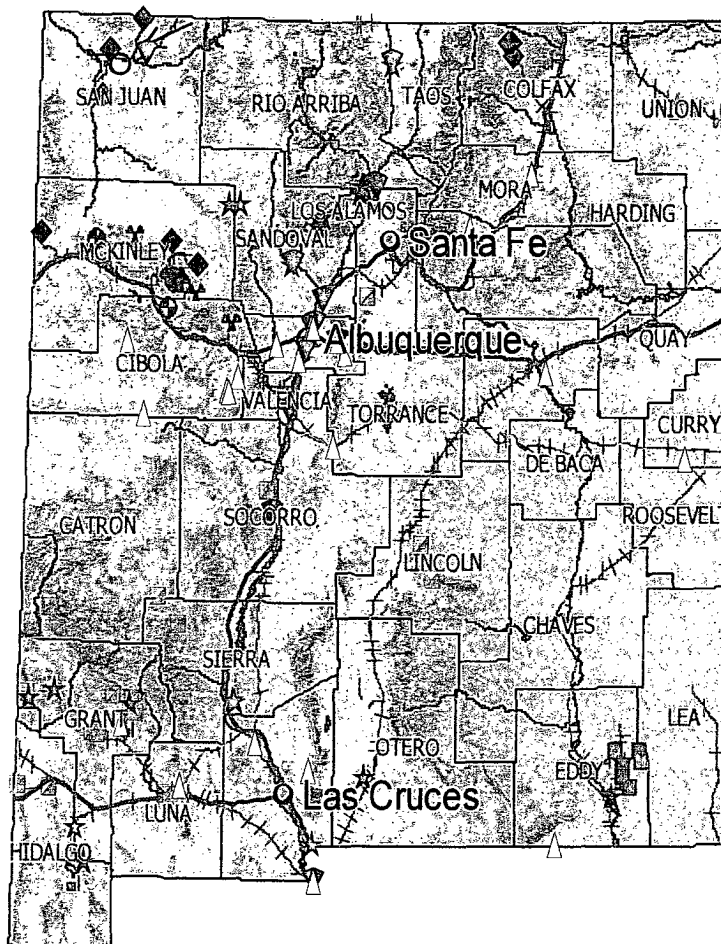 SAN JUAN
RIO ARRIBA
TAOS
COLFAX
UNION
MORA
HARDING
LOS ALAMOS
SANDOVAL
MCKINLEY
Santa Fe
Albuquerque
QUAY
CIBOLA
VALENCIA
TORRANCE
CURRY
DE BACA
CATRON
SOCORRO
ROOSEVELT
LINCOLN
CHAVES
SIERRA
GRANT
LEA
OTERO
EDDY
Las Cruces
LUNA
HIDALGO